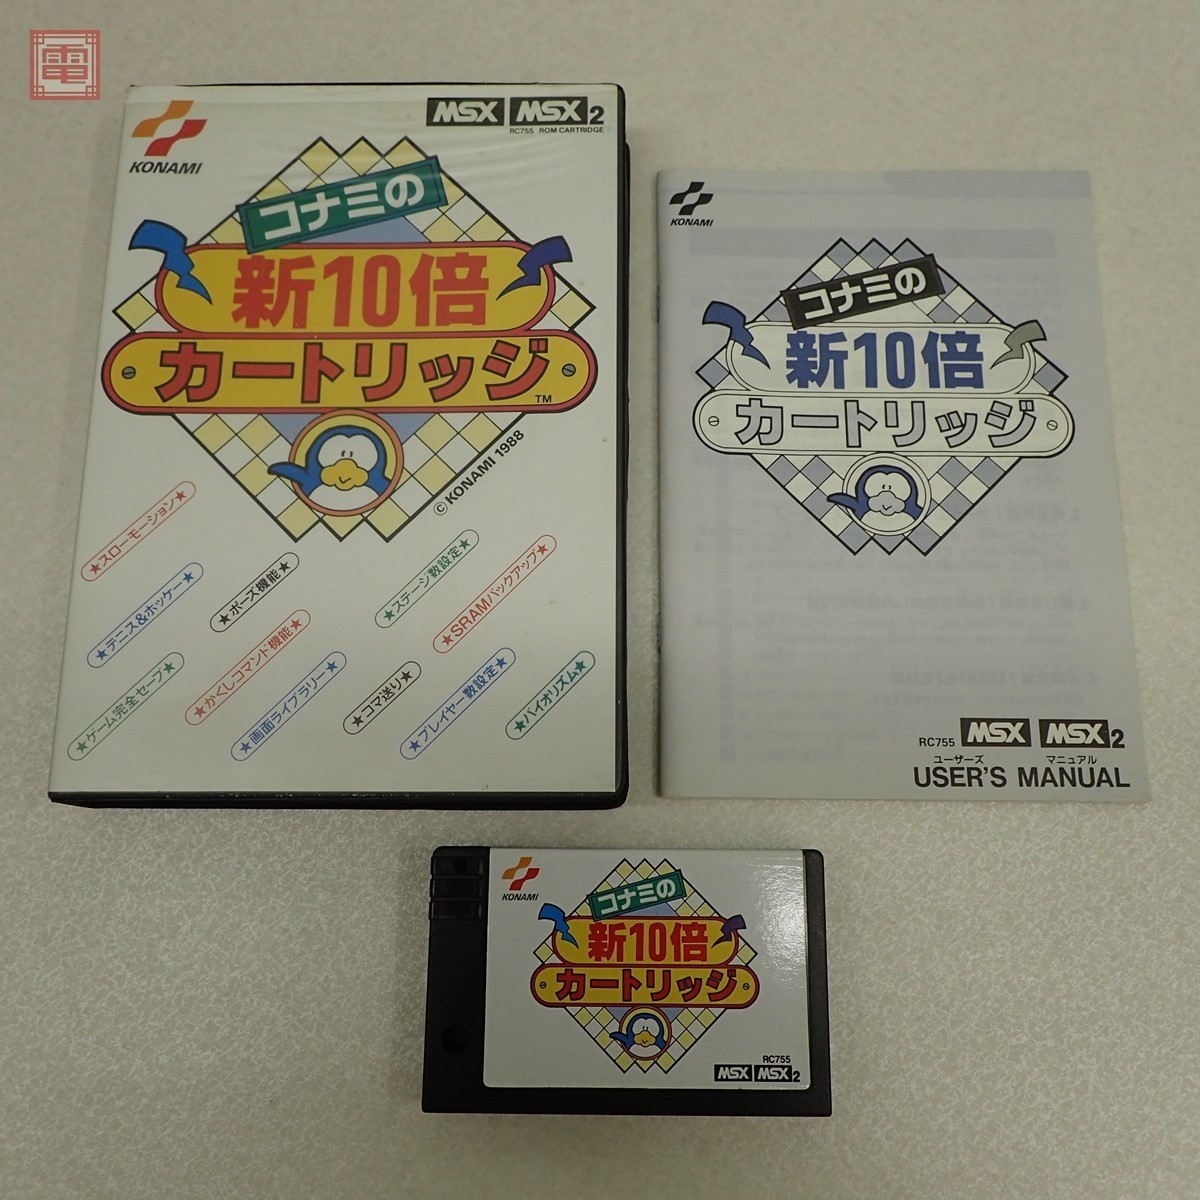 電
KONAMI
MSX MSX2
RC755 ROM CARTRIDGE
コナミの
新10倍
カートリッジ
TM
© KONAMI 1988
★スローモーション★
★テニス&ホッケー★
★ポーズ機能★
★ステージ数設定★
★SRAMバックアップ★
★ゲーム完全セーブ★
★かくしコマンド機能★
★画面ライブラリー★
★コマ送り★
★プレイヤー数設定★
★バイオリズム★
KONAMI
コナミの
新10倍
カートリッジ
RC755 MSX MSX2
ユーザーズ マニュアル
USER'S MANUAL
KONAMI
コナミの
新10倍
カートリッジ
RC755
MSX MSX2